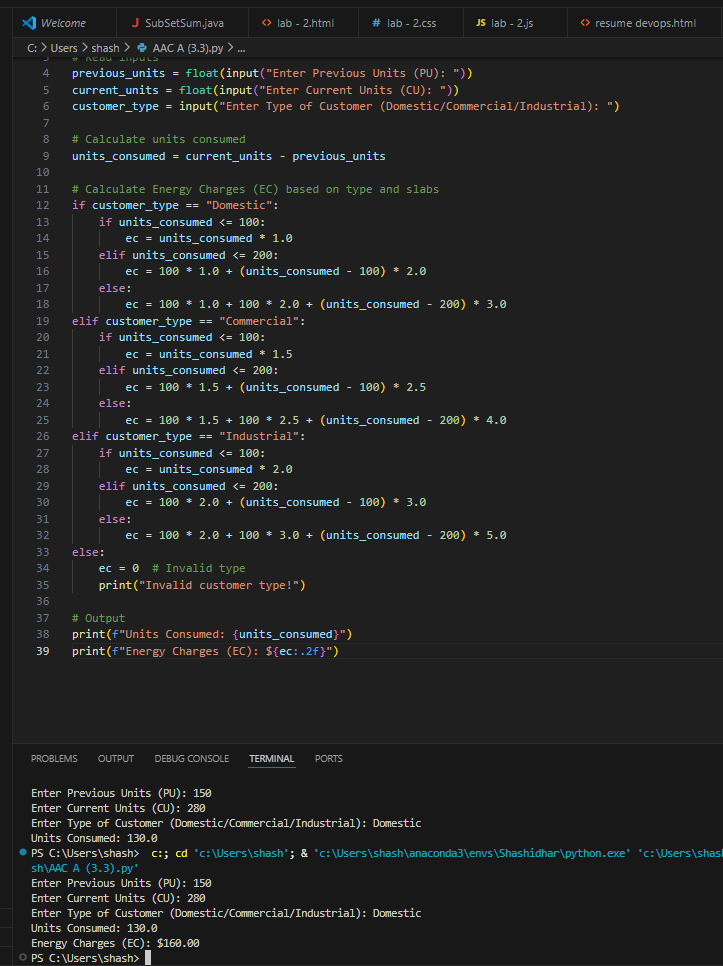 Welcome
J SubSetSum.java
<> lab - 2.html
# lab - 2.css
JS lab - 2.js
<> resume devops.html
C: > Users > shash > AAC A (3.3).py > ...
3 # Read inputs
4 previous_units = float(input("Enter Previous Units (PU): "))
5 current_units = float(input("Enter Current Units (CU): "))
6 customer_type = input("Enter Type of Customer (Domestic/Commercial/Industrial): ")
7
8 # Calculate units consumed
9 units_consumed = current_units - previous_units
10
11 # Calculate Energy Charges (EC) based on type and slabs
12 if customer_type == "Domestic":
13     if units_consumed <= 100:
14         ec = units_consumed * 1.0
15     elif units_consumed <= 200:
16         ec = 100 * 1.0 + (units_consumed - 100) * 2.0
17     else:
18         ec = 100 * 1.0 + 100 * 2.0 + (units_consumed - 200) * 3.0
19 elif customer_type == "Commercial":
20     if units_consumed <= 100:
21         ec = units_consumed * 1.5
22     elif units_consumed <= 200:
23         ec = 100 * 1.5 + (units_consumed - 100) * 2.5
24     else:
25         ec = 100 * 1.5 + 100 * 2.5 + (units_consumed - 200) * 4.0
26 elif customer_type == "Industrial":
27     if units_consumed <= 100:
28         ec = units_consumed * 2.0
29     elif units_consumed <= 200:
30         ec = 100 * 2.0 + (units_consumed - 100) * 3.0
31     else:
32         ec = 100 * 2.0 + 100 * 3.0 + (units_consumed - 200) * 5.0
33 else:
34     ec = 0  # Invalid type
35     print("Invalid customer type!")
36
37 # Output
38 print(f"Units Consumed: {units_consumed}")
39 print(f"Energy Charges (EC): ${ec:.2f}")
PROBLEMS OUTPUT DEBUG CONSOLE TERMINAL PORTS
Enter Previous Units (PU): 150
Enter Current Units (CU): 280
Enter Type of Customer (Domestic/Commercial/Industrial): Domestic
Units Consumed: 130.0
PS C:\Users\shash>  c:; cd 'c:\Users\shash'; & 'c:\Users\shash\anaconda3\envs\Shashidhar\python.exe' 'c:\Users\shas
sh\AAC A (3.3).py'
Enter Previous Units (PU): 150
Enter Current Units (CU): 280
Enter Type of Customer (Domestic/Commercial/Industrial): Domestic
Units Consumed: 130.0
Energy Charges (EC): $160.00
PS C:\Users\shash>